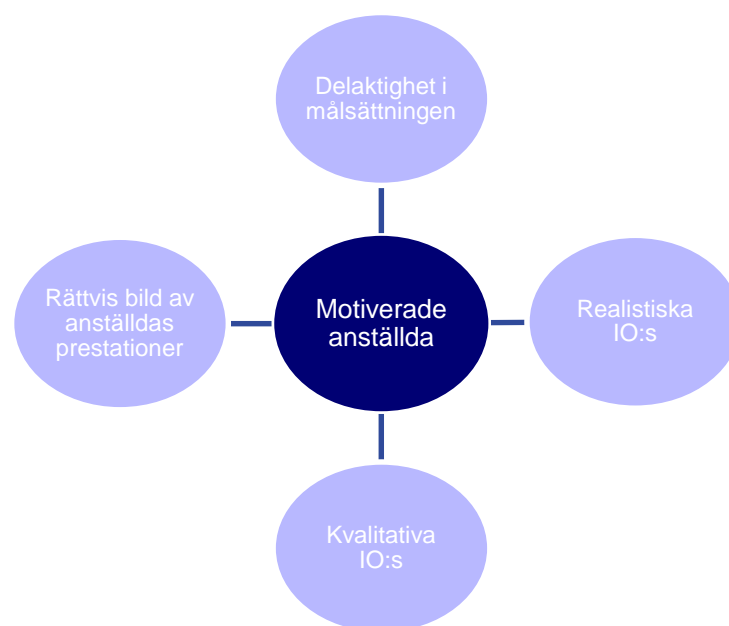 Delaktighet i
målsättningen
Rättvis bild av
anställdas
prestationer
Motiverade
anställda
Realistiska
IO:s
Kvalitativa
IO:s